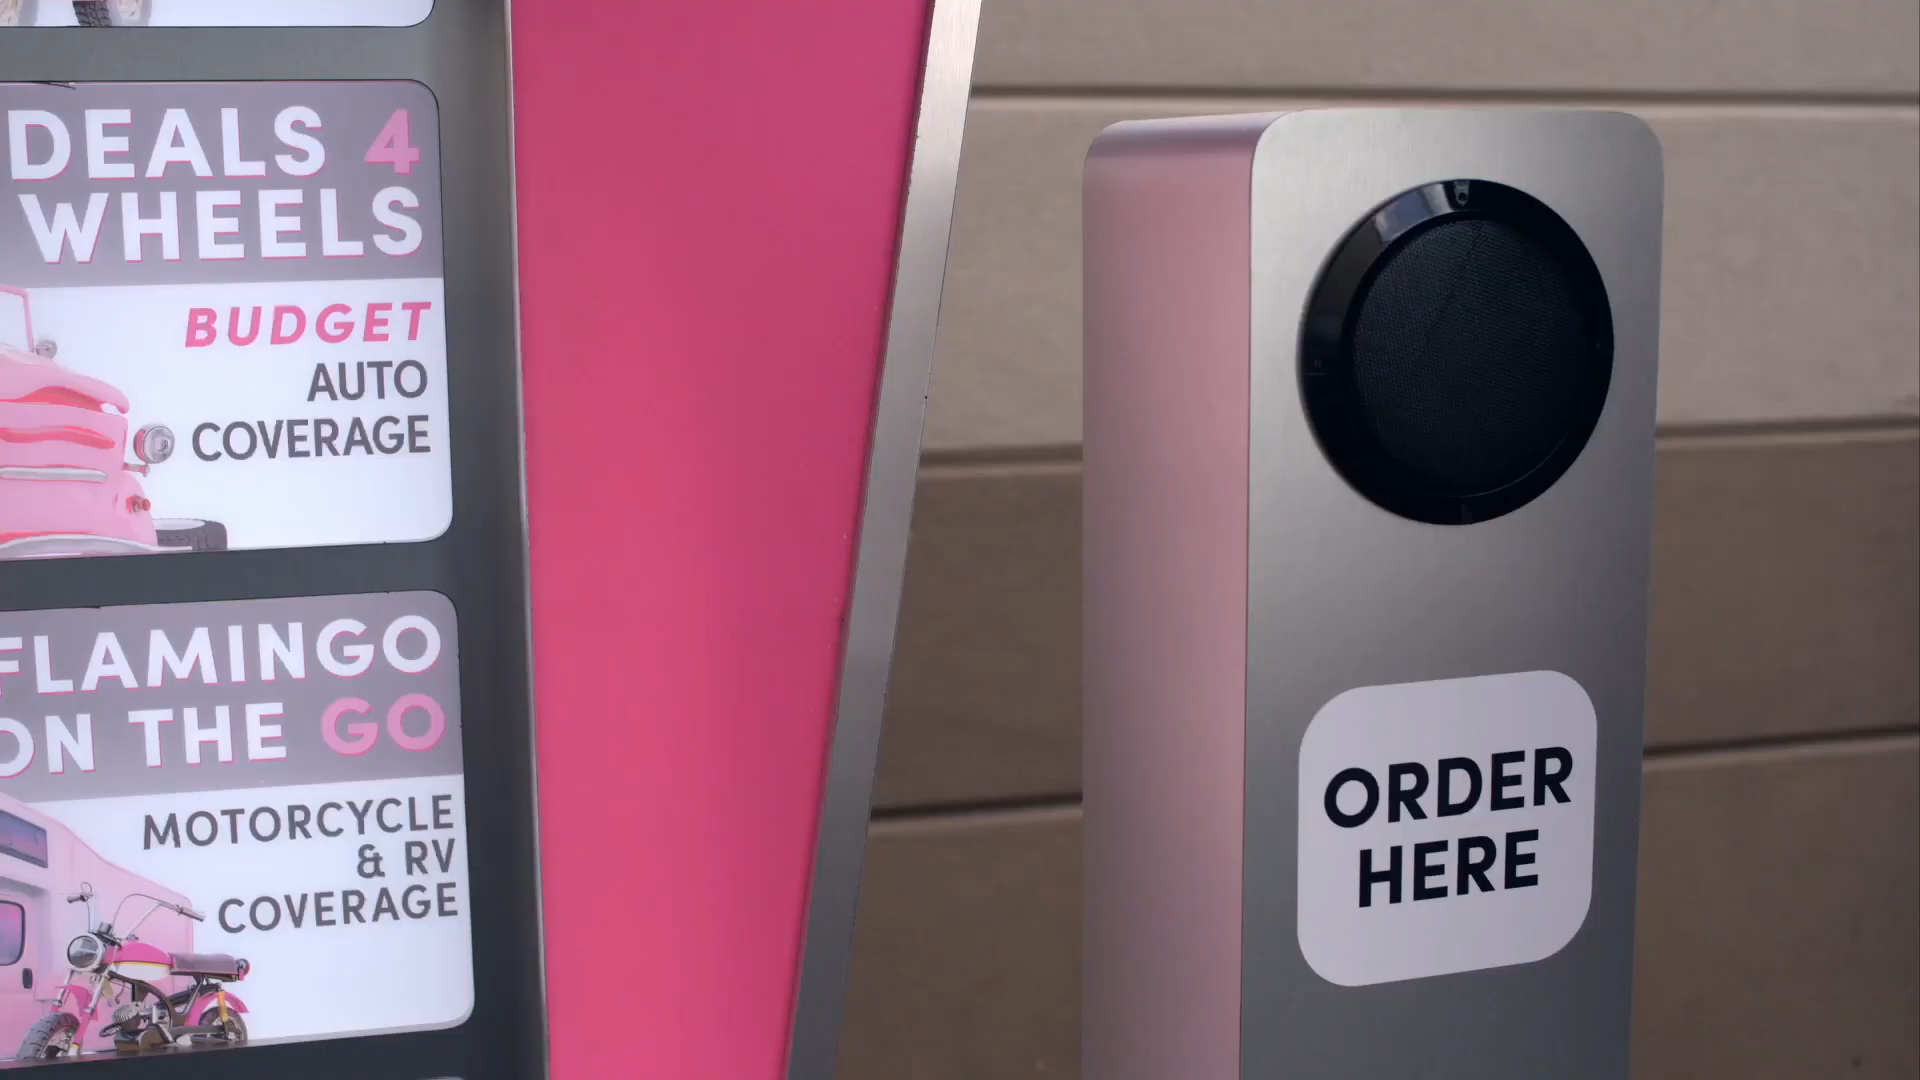 DEALS 4
WHEELS
BUDGET
AUTO
COVERAGE
FLAMINGO
ON THE GO
MOTORCYCLE
& RV
COVERAGE
ORDER
HERE